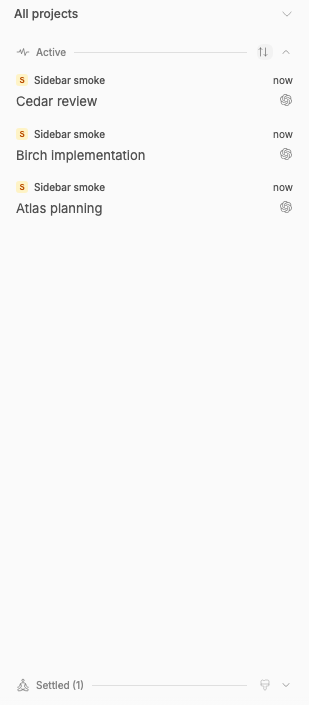 All projects
Active
S Sidebar smoke now
Cedar review
S Sidebar smoke now
Birch implementation
S Sidebar smoke now
Atlas planning
Settled (1)